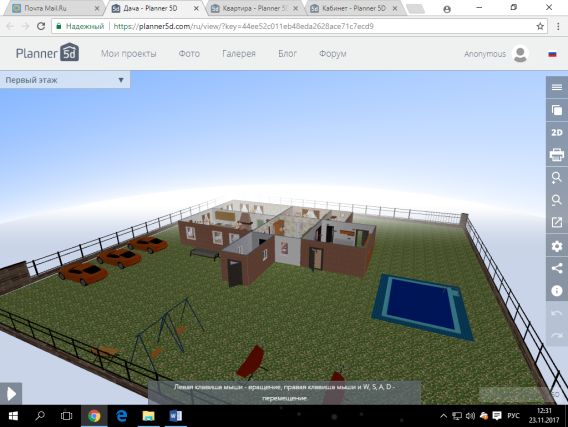 Почта Mail.Ru
Дача - Planner 5D
Квартира - Planner 5D
Кабинет - Planner 5D
Надежный https://planner5d.com/ru/view/?key=44ee52c011eb48eda2628ace71c7ecd9
Planner 5d Мои проекты Фото Галерея Блог Форум Anonymous
Первый этаж
2D
Левая клавиша мыши - вращение, правая клавиша мыши и W, S, A, D -
перемещение
РУС
12:31
23.11.2017